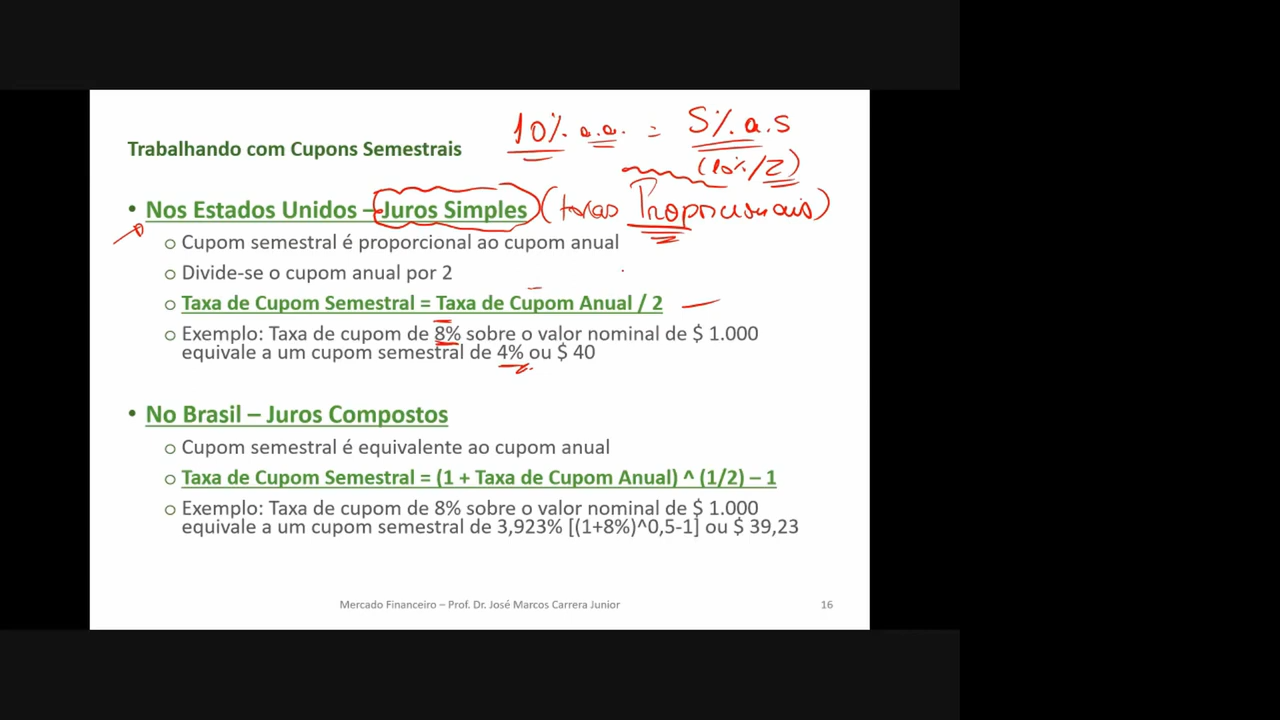 10% a.a. = 5% a.s
(10%/2)
Trabalhando com Cupons Semestrais
• Nos Estados Unidos – Juros Simples (taxas Proporcionais)
o Cupom semestral é proporcional ao cupom anual
o Divide-se o cupom anual por 2
o Taxa de Cupom Semestral = Taxa de Cupom Anual / 2
o Exemplo: Taxa de cupom de 8% sobre o valor nominal de $ 1.000
equivale a um cupom semestral de 4% ou $ 40
• No Brasil – Juros Compostos
o Cupom semestral é equivalente ao cupom anual
o Taxa de Cupom Semestral = (1 + Taxa de Cupom Anual) ^ (1/2) – 1
o Exemplo: Taxa de cupom de 8% sobre o valor nominal de $ 1.000
equivale a um cupom semestral de 3,923% [(1+8%)^0,5-1] ou $ 39,23
Mercado Financeiro – Prof. Dr. José Marcos Carrera Junior
16